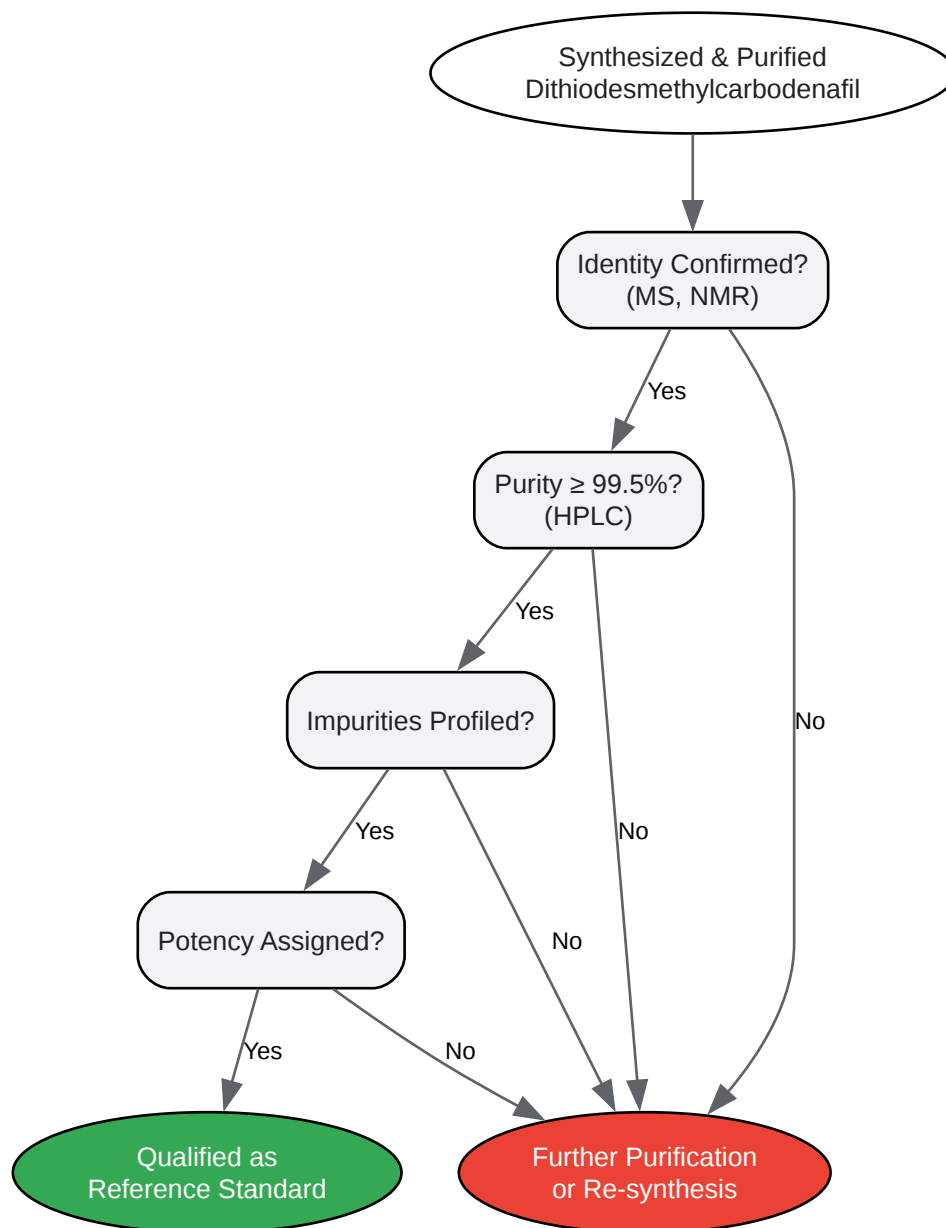 Synthesized & Purified
Dithiodesmethylcarbodenafil
Identity Confirmed?
(MS, NMR)
Yes
Purity ≥ 99.5%?
(HPLC)
Yes
Impurities Profiled?
No
Yes
No
Potency Assigned?
No
Yes
No
Qualified as
Reference Standard
Further Purification
or Re-synthesis